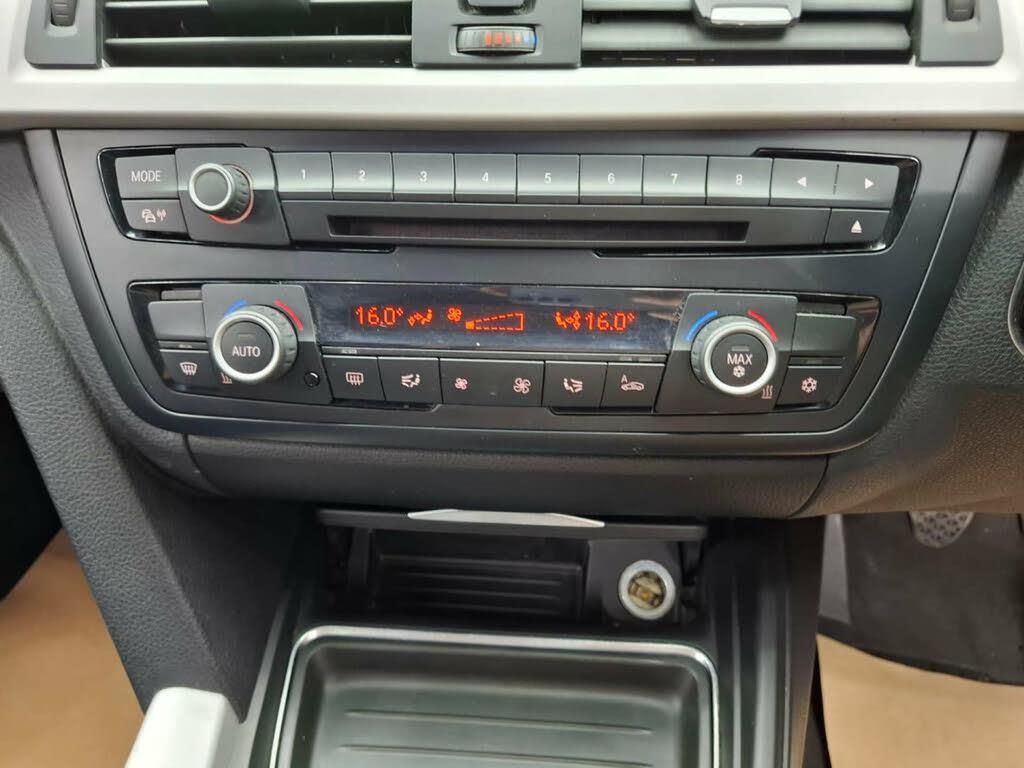 MODE 1 2 3 4 5 6 7 8
16.0° 16.0°
AUTO MAX
A